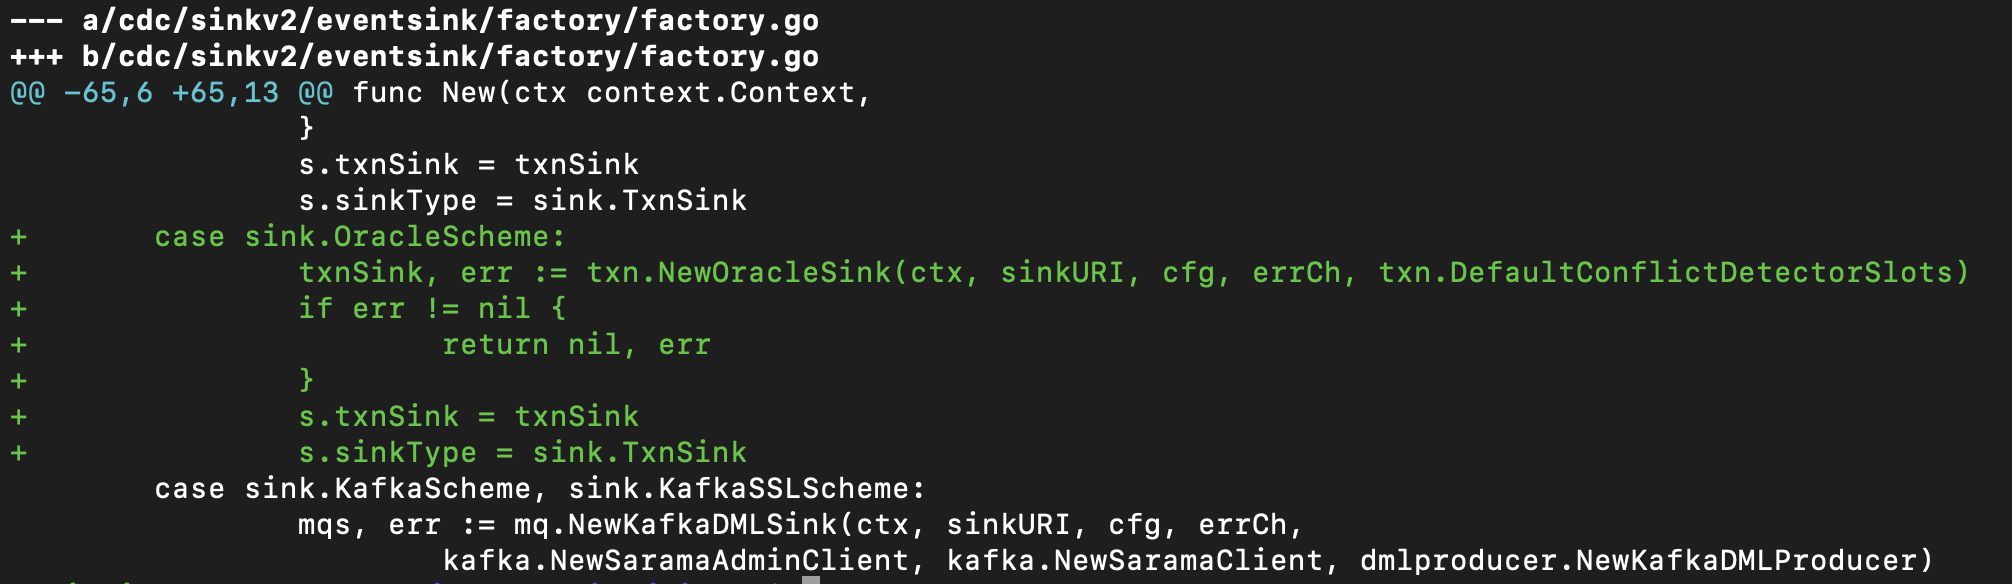 --- a/cdc/sinkv2/eventsink/factory/factory.go
+++ b/cdc/sinkv2/eventsink/factory/factory.go
@@ -65,6 +65,13 @@ func New(ctx context.Context,
                }
                s.txnSink = txnSink
                s.sinkType = sink.TxnSink
+       case sink.OracleScheme:
+               txnSink, err := txn.NewOracleSink(ctx, sinkURI, cfg, errCh, txn.DefaultConflictDetectorSlots)
+               if err != nil {
+                       return nil, err
+               }
+               s.txnSink = txnSink
+               s.sinkType = sink.TxnSink
        case sink.KafkaScheme, sink.KafkaSSLScheme:
                mqs, err := mq.NewKafkaDMLSink(ctx, sinkURI, cfg, errCh,
                        kafka.NewSaramaAdminClient, kafka.NewSaramaClient, dmlproducer.NewKafkaDMLProducer)